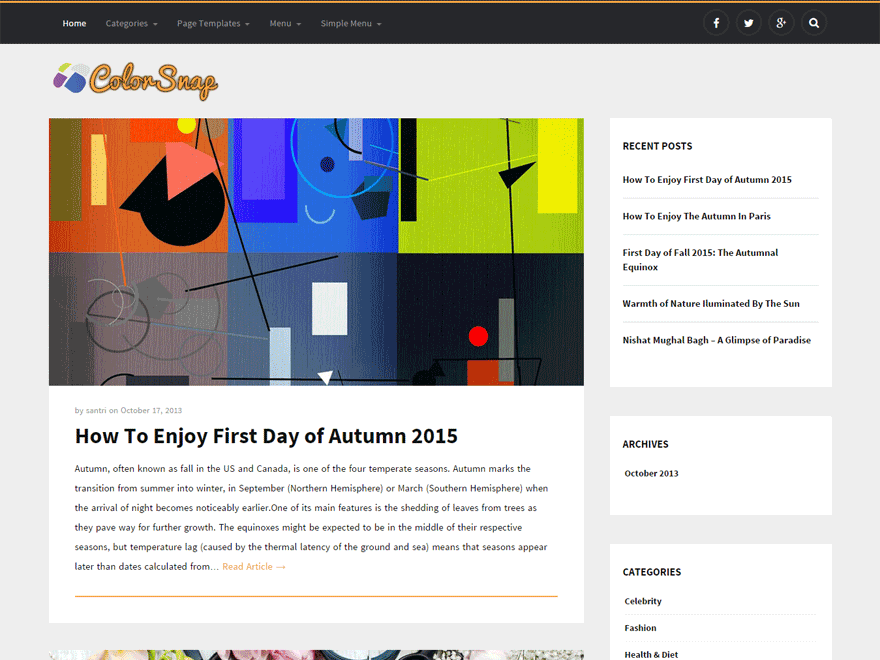 Home Categories Page Templates Menu Simple Menu
ColorSnap
by santri on October 17, 2013
How To Enjoy First Day of Autumn 2015
Autumn, often known as fall in the US and Canada, is one of the four temperate seasons. Autumn marks the
transition from summer into winter, in September (Northern Hemisphere) or March (Southern Hemisphere) when
the arrival of night becomes noticeably earlier.One of its main features is the shedding of leaves from trees as
they pave way for further growth. The equinoxes might be expected to be in the middle of their respective
seasons, but temperature lag (caused by the thermal latency of the ground and sea) means that seasons appear
later than dates calculated from… Read Article →
RECENT POSTS
How To Enjoy First Day of Autumn 2015
How To Enjoy The Autumn In Paris
First Day of Fall 2015: The Autumnal
Equinox
Warmth of Nature Iluminated By The Sun
Nishat Mughal Bagh – A Glimpse of Paradise
ARCHIVES
October 2013
CATEGORIES
Celebrity
Fashion
Health & Diet